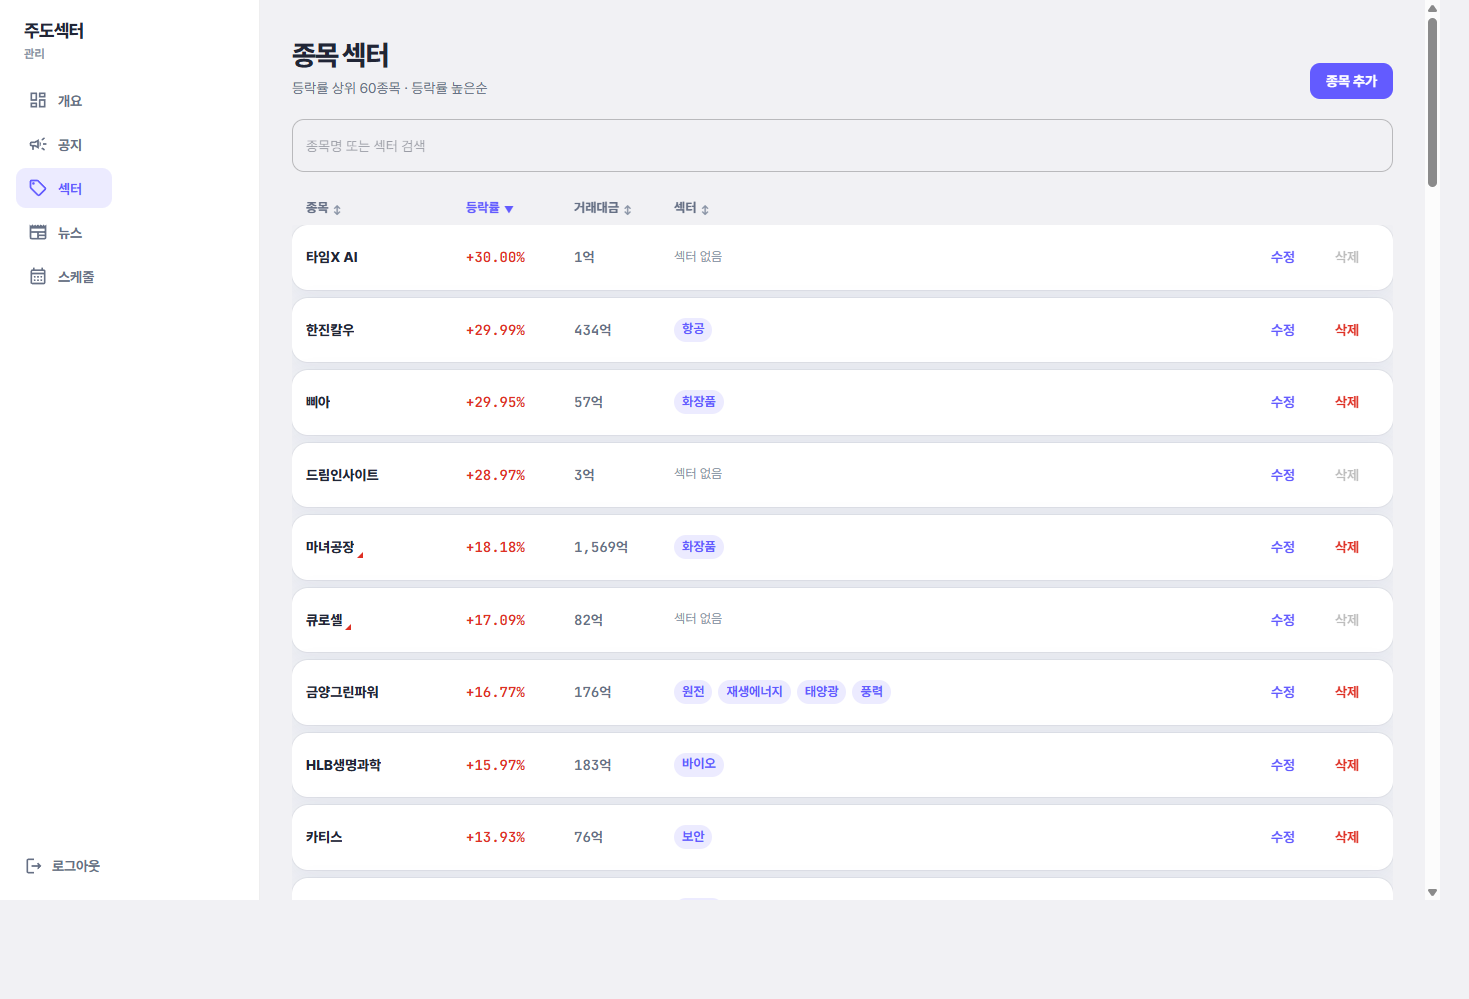 주도섹터
관리
개요
공지
섹터
뉴스
스케줄
로그아웃
종목 섹터
등락률 상위 60종목 · 등락률 높은순
종목 추가
종목명 또는 섹터 검색
종목 등락률 거래대금 섹터
타임X AI +30.00% 1억 섹터 없음 수정 삭제
한진칼우 +29.99% 434억 항공 수정 삭제
삐아 +29.95% 57억 화장품 수정 삭제
드림인사이트 +28.97% 3억 섹터 없음 수정 삭제
마녀공장 +18.18% 1,569억 화장품 수정 삭제
큐로셀 +17.09% 82억 섹터 없음 수정 삭제
금양그린파워 +16.77% 176억 원전 재생에너지 태양광 풍력 수정 삭제
HLB생명과학 +15.97% 183억 바이오 수정 삭제
카티스 +13.93% 76억 보안 수정 삭제